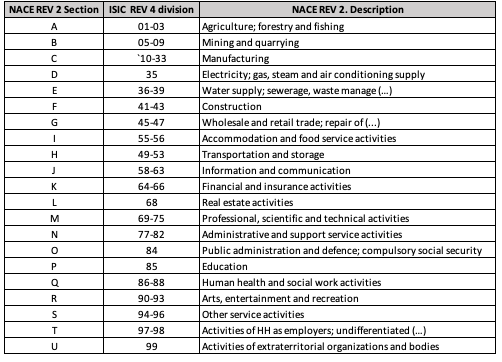 NACE REV 2 Section ISIC REV 4 division NACE REV 2. Description
A 01-03 Agriculture; forestry and fishing
B 05-09 Mining and quarrying
C `10-33 Manufacturing
D 35 Electricity; gas, steam and air conditioning supply
E 36-39 Water supply; sewerage, waste manage (...)
F 41-43 Construction
G 45-47 Wholesale and retail trade; repair of (...)
I 55-56 Accommodation and food service activities
H 49-53 Transportation and storage
J 58-63 Information and communication
K 64-66 Financial and insurance activities
L 68 Real estate activities
M 69-75 Professional, scientific and technical activities
N 77-82 Administrative and support service activities
O 84 Public administration and defence; compulsory social security
P 85 Education
Q 86-88 Human health and social work activities
R 90-93 Arts, entertainment and recreation
S 94-96 Other service activities
T 97-98 Activities of HH as employers; undifferentiated (...)
U 99 Activities of extraterritorial organizations and bodies